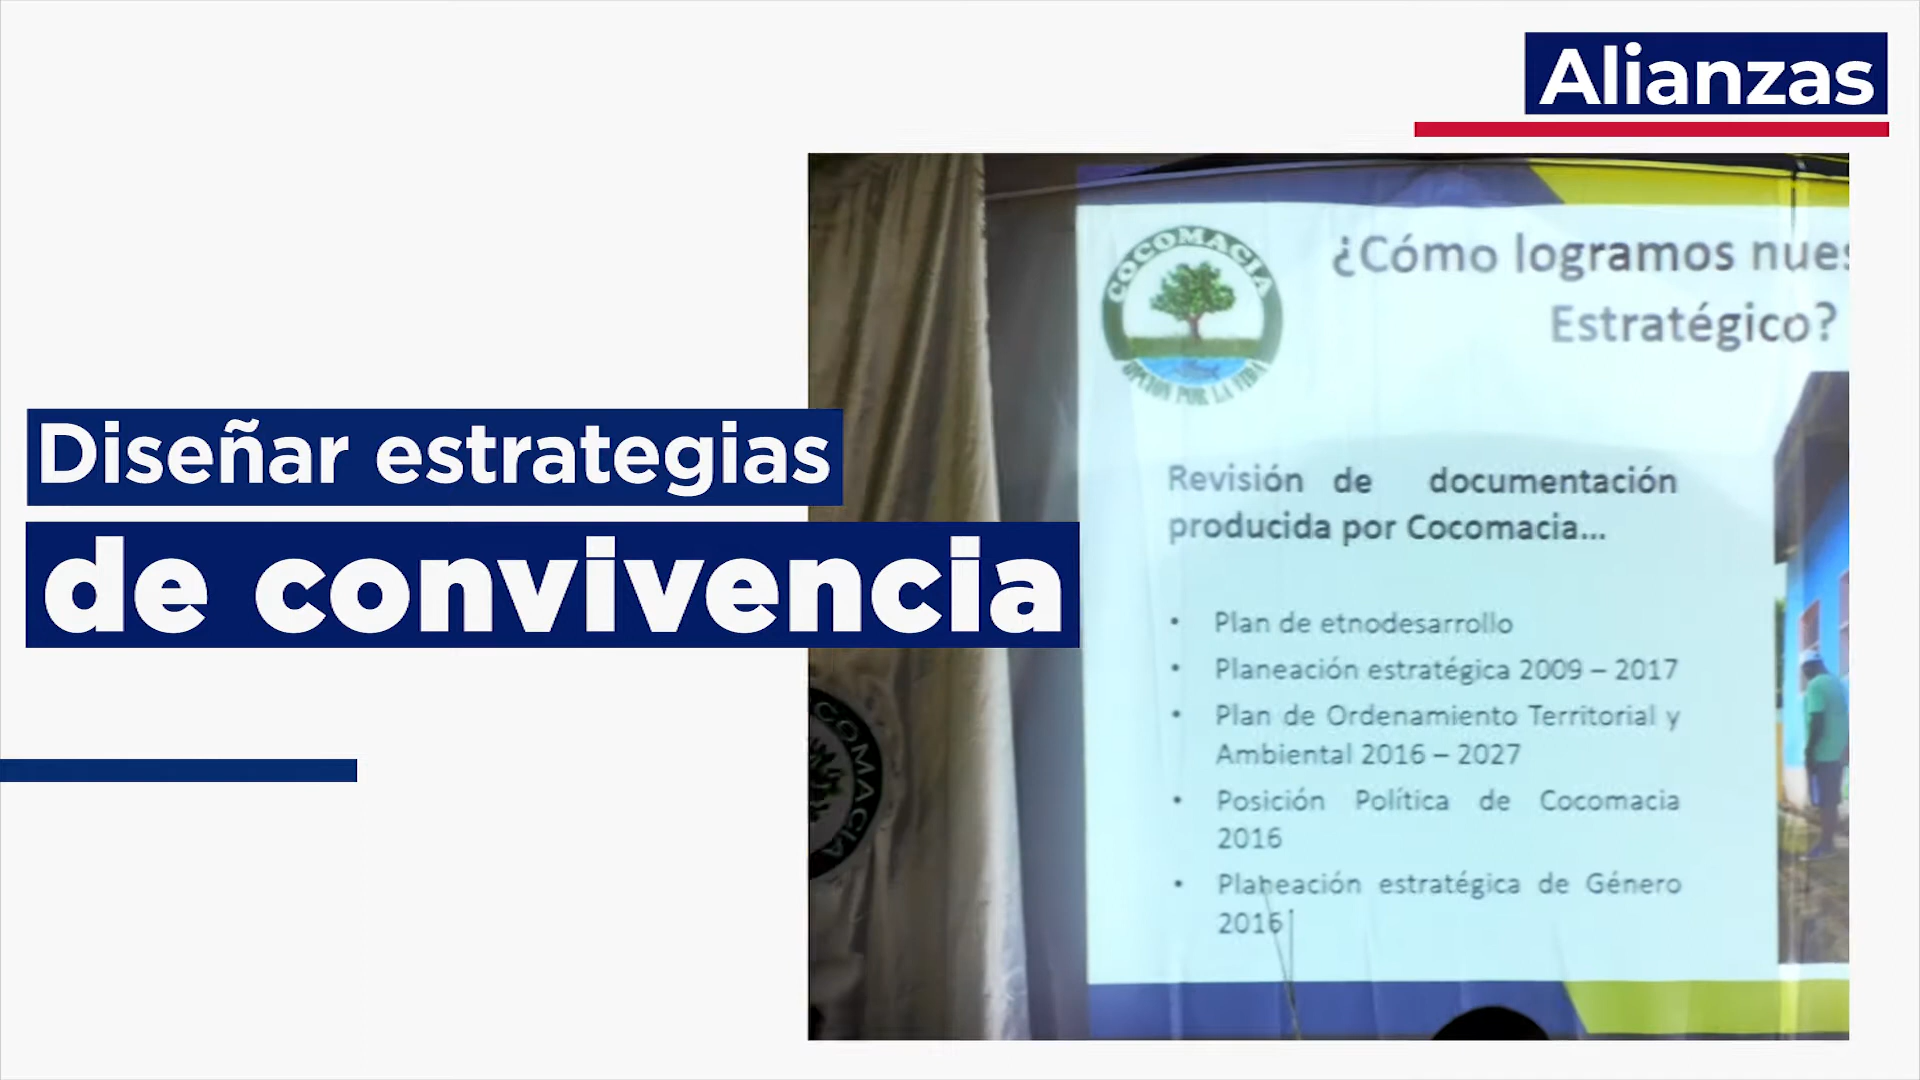 Alianzas
Diseñar estrategias
de convivencia
COCOMACIA
OPCION POR LA VIDA
¿Cómo logramos
Estratégico?
Revisión de documentación
producida por Cocomacia...
• Plan de etnodesarrollo
• Planeación estratégica 2009 – 2017
• Plan de Ordenamiento Territorial y
Ambiental 2016 – 2027
• Posición Política de Cocomacia
2016
• Planeación estratégica de Género
2016